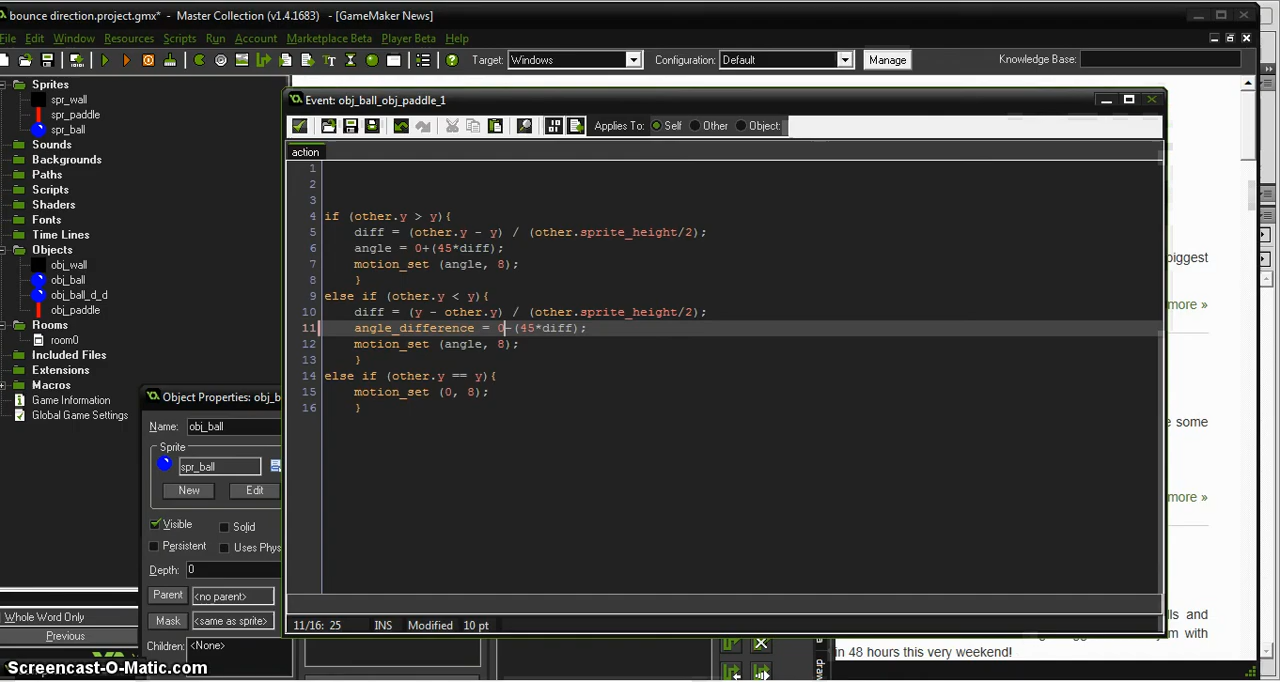 bounce direction.project.gmx* - Master Collection (v1.4.1683) - [GameMaker News]
File Edit Window Resources Scripts Run Account Marketplace Beta Player Beta Help
Target: Windows Configuration: Default Manage Knowledge Base:
Sprites
spr_wall
spr_paddle
spr_ball
Sounds
Backgrounds
Paths
Scripts
Shaders
Fonts
Time Lines
Objects
obj_wall
obj_ball
obj_ball_d_d
obj_paddle
Rooms
room0
Included Files
Extensions
Macros
Game Information
Global Game Settings
Event: obj_ball_obj_paddle_1
Applies To: Self Other Object:
action
1
2
3
4 if (other.y > y){
5 diff = (other.y - y) / (other.sprite_height/2);
6 angle = 0+(45*diff);
7 motion_set (angle, 8);
8 }
9 else if (other.y < y){
10 diff = (y - other.y) / (other.sprite_height/2);
11 angle_difference = 0-(45*diff);
12 motion_set (angle, 8);
13 }
14 else if (other.y == y){
15 motion_set (0, 8);
16 }
11/16: 25 INS Modified 10 pt
Object Properties: obj_b
Name: obj_ball
Sprite
spr_ball
New Edit
Visible Solid
Persistent Uses Phys
Depth: 0
Parent <no parent>
Mask <same as sprite>
Children: <None>
Whole Word Only
Previous
biggest
more »
some
more »
lls and
with
in 48 hours this very weekend!
draw
Screencast-O-Matic.com